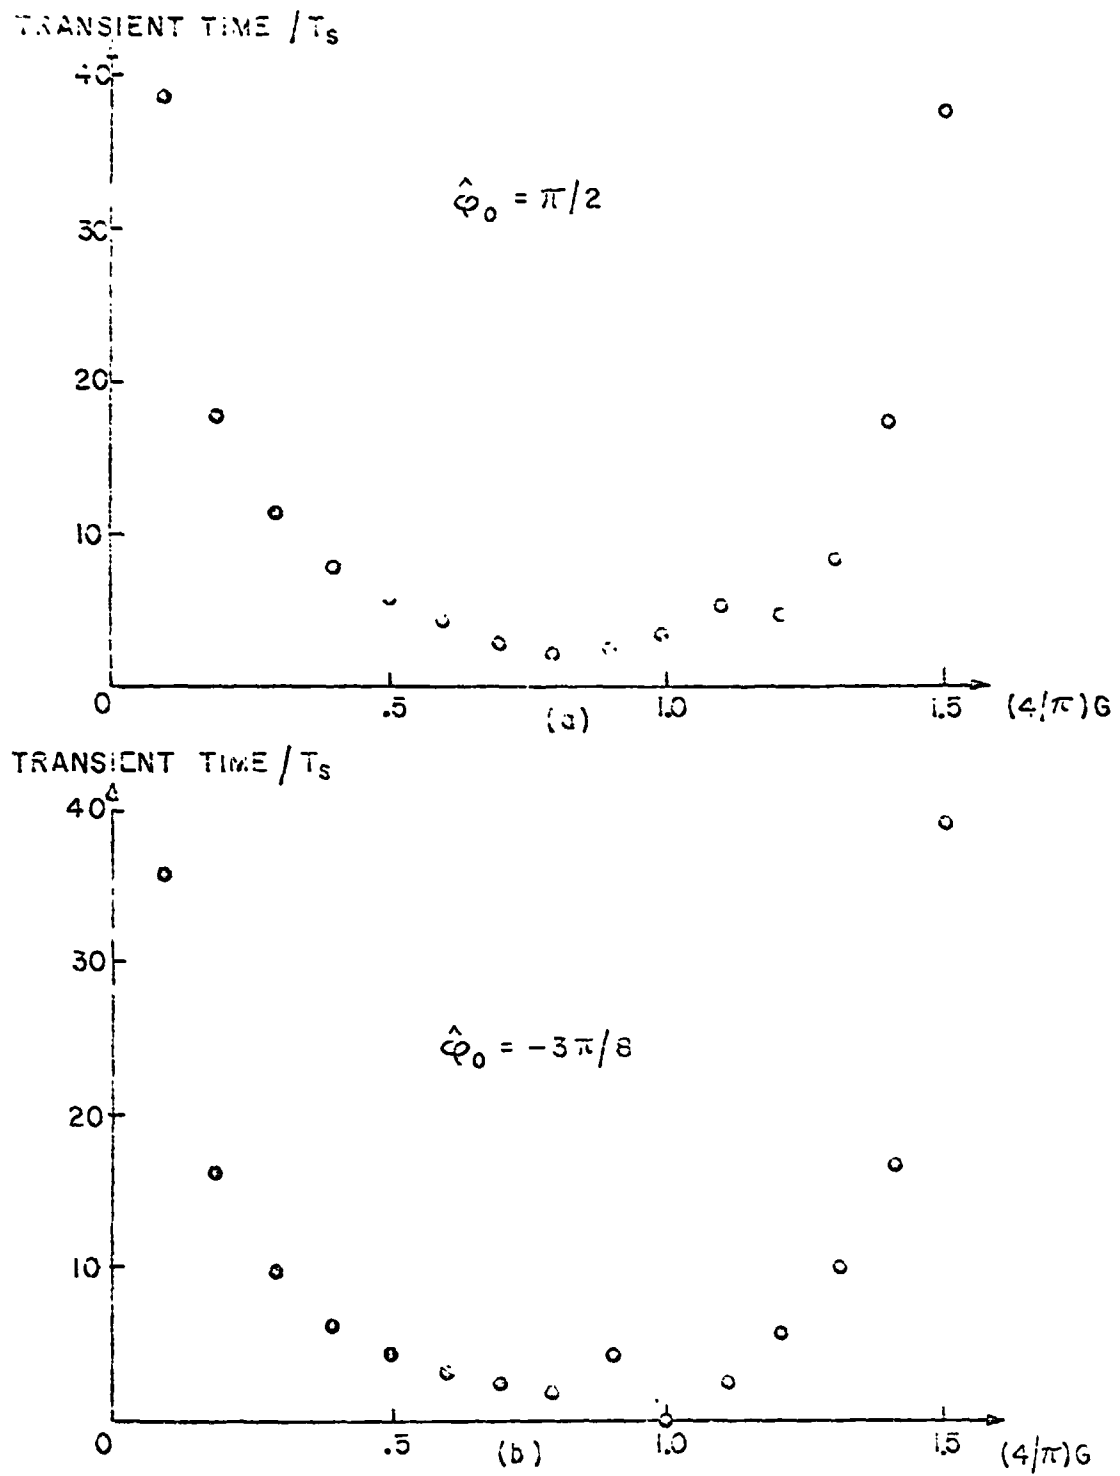 TRANSIENT TIME / Ts
40
φ̂0 = π/2
30
20
10
0 .5 1.0 1.5 (4/π)G
(a)
TRANSIENT TIME / Ts
40
30
φ̂0 = -3π/8
20
10
0 .5 1.0 1.5 (4/π)G
(b)